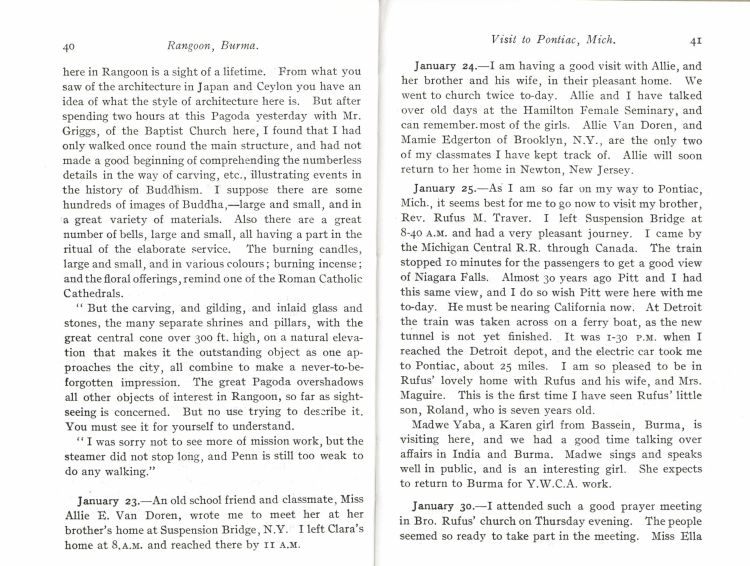 40 Rangoon, Burma.
here in Rangoon is a sight of a lifetime. From what you
saw of the architecture in Japan and Ceylon you have an
idea of what the style of architecture here is. But after
spending two hours at this Pagoda yesterday with Mr.
Griggs, of the Baptist Church here, I found that I had
only walked once round the main structure, and had not
made a good beginning of comprehending the numberless
details in the way of carving, etc., illustrating events in
the history of Buddhism. I suppose there are some
hundreds of images of Buddha,—large and small, and in
a great variety of materials. Also there are a great
number of bells, large and small, all having a part in the
ritual of the elaborate service. The burning candles,
large and small, and in various colours; burning incense;
and the floral offerings, remind one of the Roman Catholic
Cathedrals.
" But the carving, and gilding, and inlaid glass and
stones, the many separate shrines and pillars, with the
great central cone over 300 ft. high, on a natural eleva-
tion that makes it the outstanding object as one ap-
proaches the city, all combine to make a never-to-be-
forgotten impression. The great Pagoda overshadows
all other objects of interest in Rangoon, so far as sight-
seeing is concerned. But no use trying to describe it.
You must see it for yourself to understand.
" I was sorry not to see more of mission work, but the
steamer did not stop long, and Penn is still too weak to
do any walking."
January 23.—An old school friend and classmate, Miss
Allie E. Van Doren, wrote me to meet her at her
brother's home at Suspension Bridge, N.Y. I left Clara's
home at 8, A.M. and reached there by 11 A.M.
Visit to Pontiac, Mich. 41
January 24.—I am having a good visit with Allie, and
her brother and his wife, in their pleasant home. We
went to church twice to-day. Allie and I have talked
over old days at the Hamilton Female Seminary, and
can remember.most of the girls. Allie Van Doren, and
Mamie Edgerton of Brooklyn, N.Y., are the only two
of my classmates I have kept track of. Allie will soon
return to her home in Newton, New Jersey.
January 25.—As I am so far on my way to Pontiac,
Mich., it seems best for me to go now to visit my brother,
Rev. Rufus M. Traver. I left Suspension Bridge at
8-40 A.M. and had a very pleasant journey. I came by
the Michigan Central R.R. through Canada. The train
stopped 10 minutes for the passengers to get a good view
of Niagara Falls. Almost 30 years ago Pitt and I had
this same view, and I do so wish Pitt were here with me
to-day. He must be nearing California now. At Detroit
the train was taken across on a ferry boat, as the new
tunnel is not yet finished. It was 1-30 P.M. when I
reached the Detroit depot, and the electric car took me
to Pontiac, about 25 miles. I am so pleased to be in
Rufus' lovely home with Rufus and his wife, and Mrs.
Maguire. This is the first time I have seen Rufus' little
son, Roland, who is seven years old.
Madwe Yaba, a Karen girl from Bassein, Burma, is
visiting here, and we had a good time talking over
affairs in India and Burma. Madwe sings and speaks
well in public, and is an interesting girl. She expects
to return to Burma for Y.W.C.A. work.
January 30.—I attended such a good prayer meeting
in Bro. Rufus' church on Thursday evening. The people
seemed so ready to take part in the meeting. Miss Ella